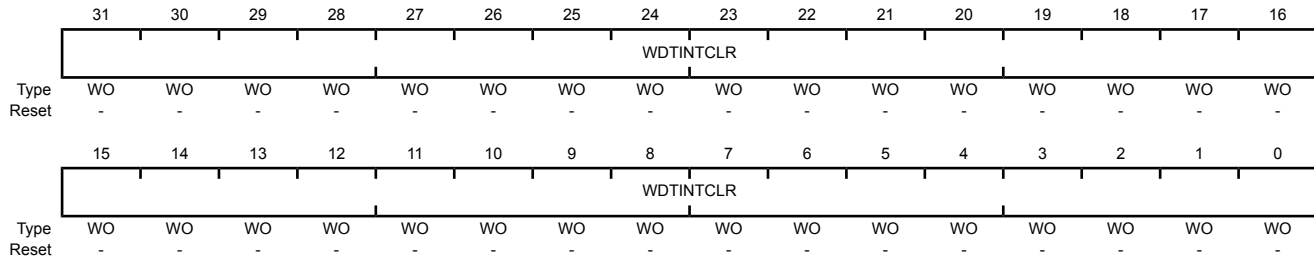 31 30 29 28 27 26 25 24 23 22 21 20 19 18 17 16
WDTINTCLR
Type WO WO WO WO WO WO WO WO WO WO WO WO WO WO WO WO
Reset - - - - - - - - - - - - - - - -
15 14 13 12 11 10 9 8 7 6 5 4 3 2 1 0
WDTINTCLR
Type WO WO WO WO WO WO WO WO WO WO WO WO WO WO WO WO
Reset - - - - - - - - - - - - - - - -